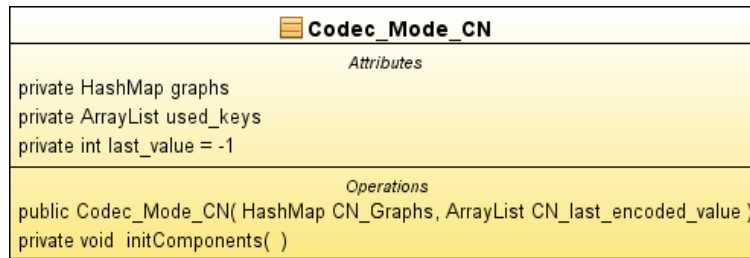 Codec_Mode_CN
Attributes
private HashMap graphs
private ArrayList used_keys
private int last_value = -1
Operations
public Codec_Mode_CN( HashMap CN_Graphs, ArrayList CN_last_encoded_value )
private void initComponents( )